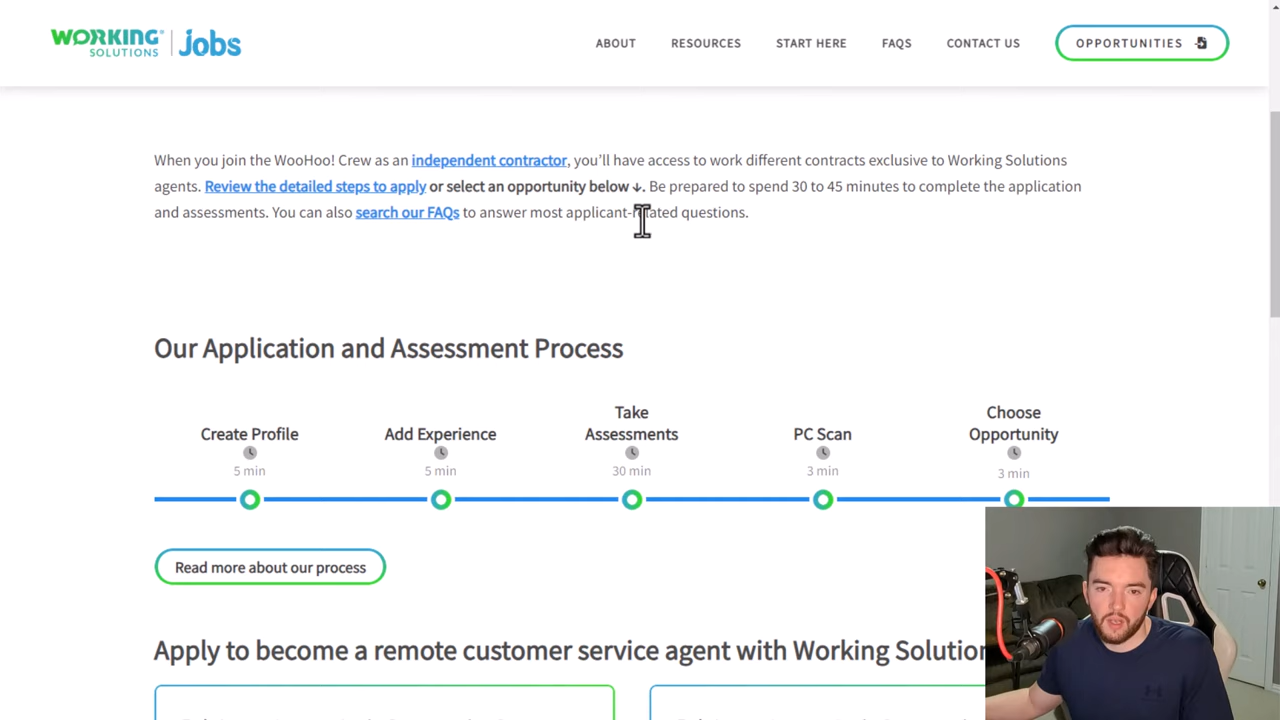 WORKING
SOLUTIONS
jobs
ABOUT
RESOURCES
START HERE
FAQS
CONTACT US
OPPORTUNITIES
When you join the WooHoo! Crew as an independent contractor, you'll have access to work different contracts exclusive to Working Solutions
agents. Review the detailed steps to apply or select an opportunity below ↓. Be prepared to spend 30 to 45 minutes to complete the application
and assessments. You can also search our FAQs to answer most applicant-related questions.
Our Application and Assessment Process
Create Profile
5 min
Add Experience
5 min
Take
Assessments
30 min
PC Scan
3 min
Choose
Opportunity
3 min
Read more about our process
Apply to become a remote customer service agent with Working